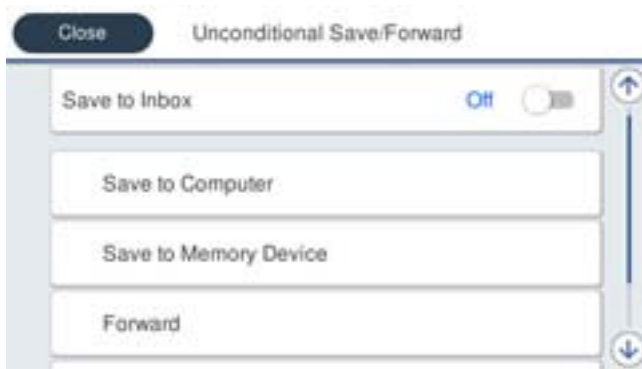 Close Unconditional Save/Forward
Save to Inbox Off
Save to Computer
Save to Memory Device
Forward